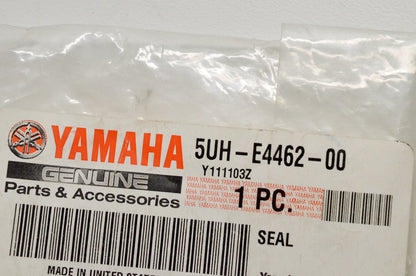 YAMAHA 5UH-E4462-00
GENUINE Y111103Z
Parts & Accessories 1 PC.
SEAL
MADE IN UNITED STATES